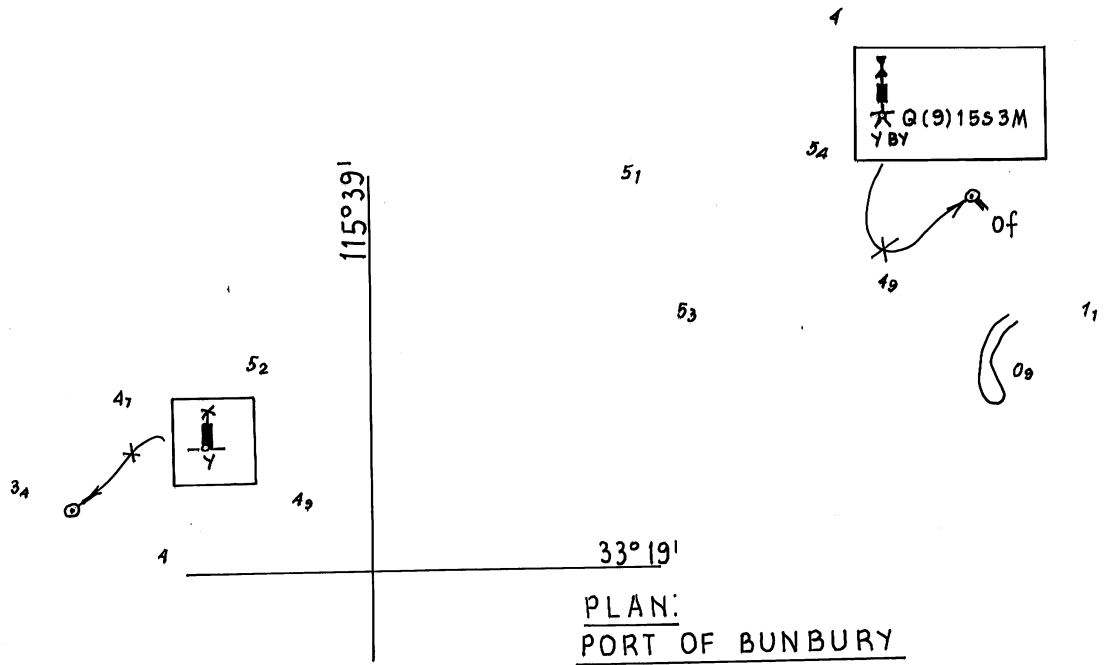 4
Q(9)15s3M
Y BY
5₄
5₁
115°39'
0f
4₉
5₃
1₁
5₂
0₉
4₇
Y
3₄
4₉
4
33°19'
PLAN:
PORT OF BUNBURY